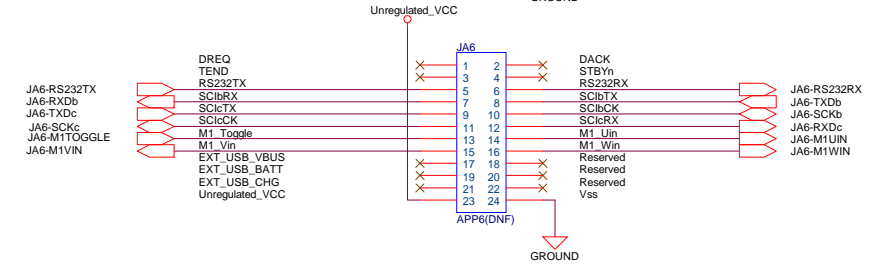 GROUND
Unregulated_VCC
JA6
DREQ 1 2 DACK
TEND 3 4 STBYn
JA6-RS232TX RS232TX 5 6 RS232RX JA6-RS232RX
JA6-RXDb SCIbRX 7 8 SCIbTX JA6-TXDb
JA6-TXDc SCIcTX 9 10 SCIbCK JA6-SCKb
JA6-SCKc SCIcCK 11 12 SCIcRX JA6-RXDc
JA6-M1TOGGLE M1_Toggle 13 14 M1_Uin JA6-M1UIN
JA6-M1VIN M1_Vin 15 16 M1_Win JA6-M1WIN
EXT_USB_VBUS 17 18 Reserved
EXT_USB_BATT 19 20 Reserved
EXT_USB_CHG 21 22 Reserved
Unregulated_VCC 23 24 Vss
APP6(DNF)
GROUND